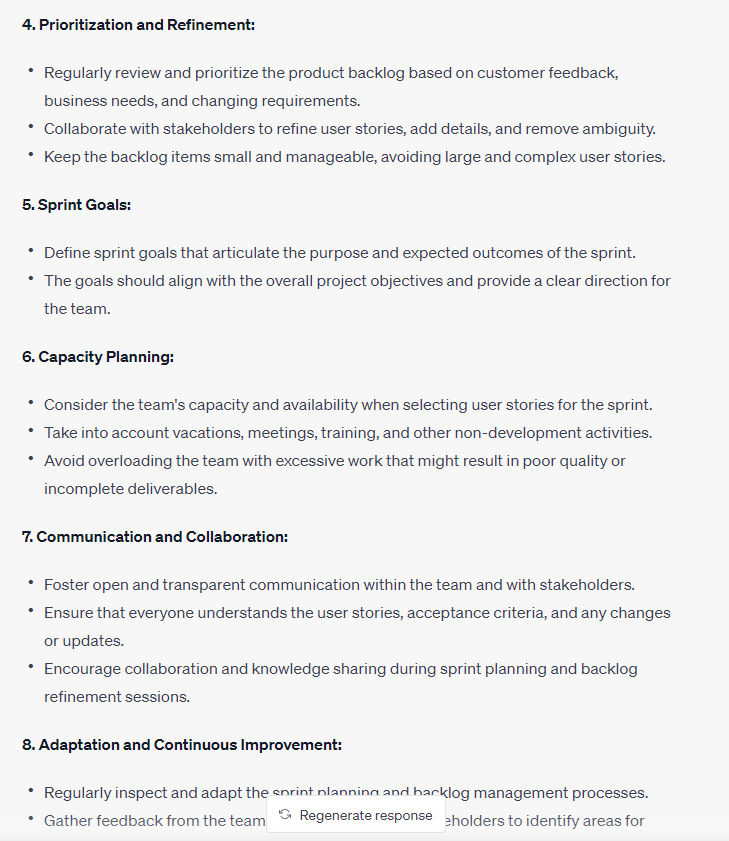 4. Prioritization and Refinement:
• Regularly review and prioritize the product backlog based on customer feedback,
business needs, and changing requirements.
• Collaborate with stakeholders to refine user stories, add details, and remove ambiguity.
• Keep the backlog items small and manageable, avoiding large and complex user stories.
5. Sprint Goals:
• Define sprint goals that articulate the purpose and expected outcomes of the sprint.
• The goals should align with the overall project objectives and provide a clear direction for
the team.
6. Capacity Planning:
• Consider the team's capacity and availability when selecting user stories for the sprint.
• Take into account vacations, meetings, training, and other non-development activities.
• Avoid overloading the team with excessive work that might result in poor quality or
incomplete deliverables.
7. Communication and Collaboration:
• Foster open and transparent communication within the team and with stakeholders.
• Ensure that everyone understands the user stories, acceptance criteria, and any changes
or updates.
• Encourage collaboration and knowledge sharing during sprint planning and backlog
refinement sessions.
8. Adaptation and Continuous Improvement:
• Regularly inspect and adapt the sprint planning and backlog management processes.
• Gather feedback from the team eholders to identify areas for
Regenerate response